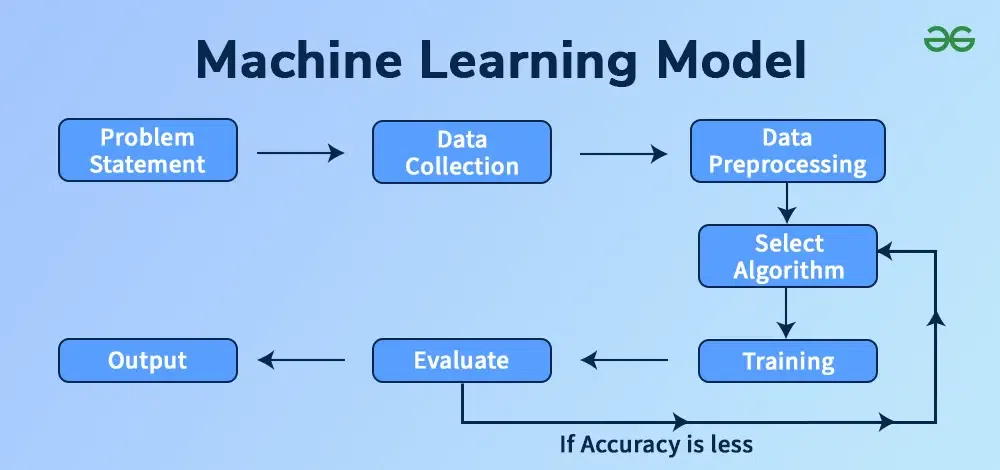 Machine Learning Model
Problem
Statement
Data
Collection
Data
Preprocessing
Select
Algorithm
Training
Evaluate
Output
If Accuracy is less